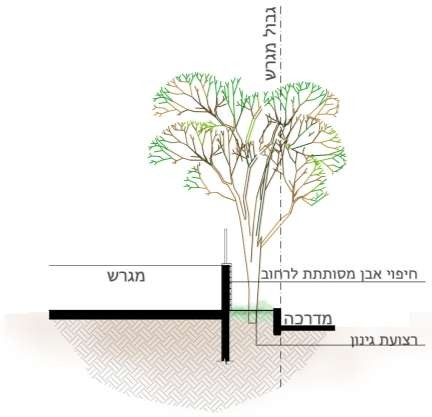 גבול מגרש
מגרש
חיפוי אבן מסותתת לרחוב
מדרכה
רצועת גינון